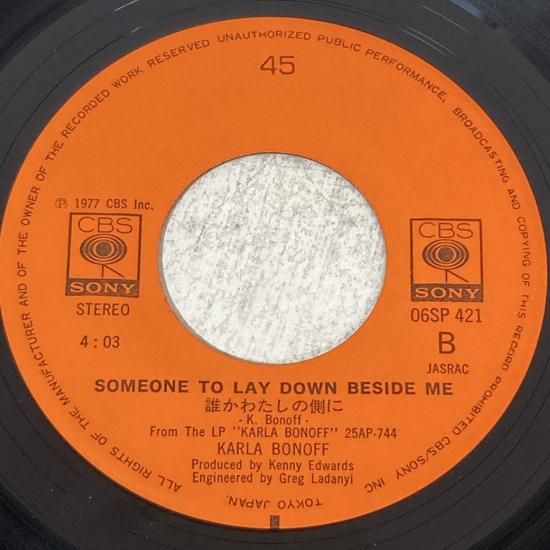 ALL RIGHTS OF THE MANUFACTURER AND OF THE OWNER OF THE RECORDED WORK RESERVED UNAUTHORIZED PUBLIC PERFORMANCE, BROADCASTING AND COPYING OF THIS RECORD PROHIBITED CBS/SONY INC
TOKYO JAPAN.
45
Ⓟ 1977 CBS Inc.
CBS
SONY
STEREO
4:03
CBS
SONY
06SP 421
B
JASRAC
SOMEONE TO LAY DOWN BESIDE ME
誰かわたしの側に
- K. Bonoff -
From The LP "KARLA BONOFF" 25AP-744
KARLA BONOFF
Produced by Kenny Edwards
Engineered by Greg Ladanyi